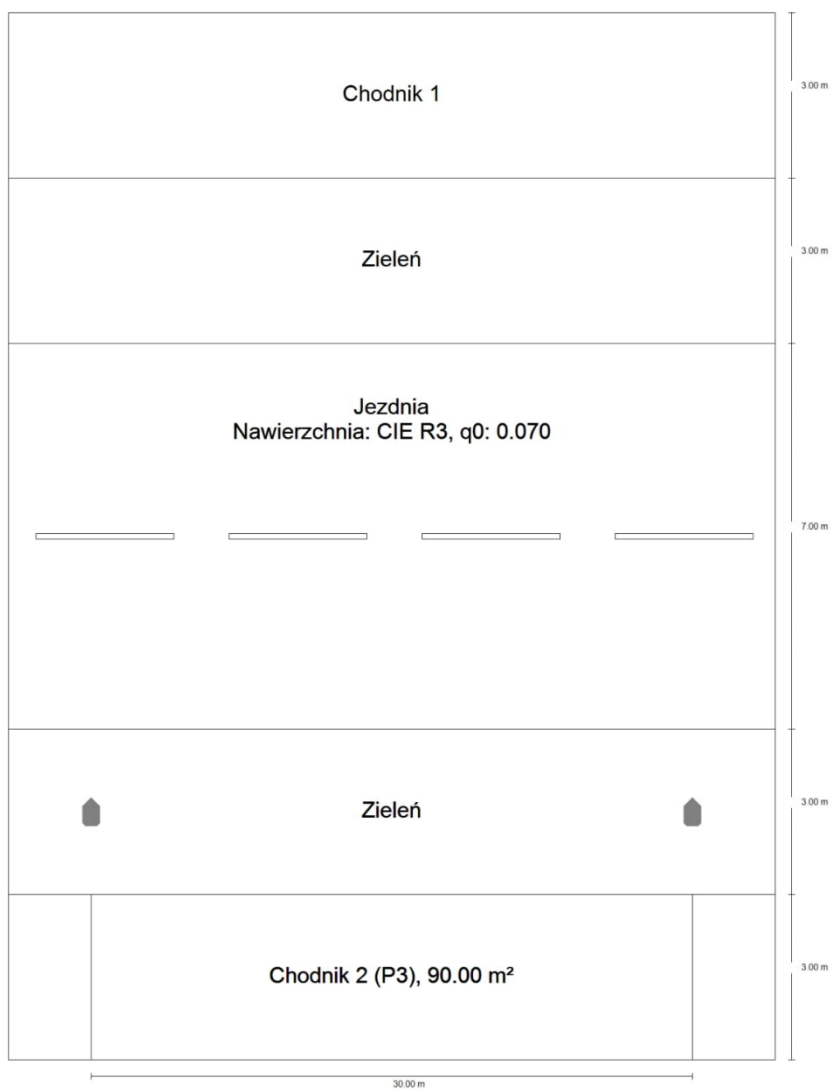 Chodnik 1
3.00 m
Zieleń
3.00 m
Jezdnia
Nawierzchnia: CIE R3, q0: 0.070
7.00 m
Zieleń
3.00 m
Chodnik 2 (P3), 90.00 m²
3.00 m
30.00 m